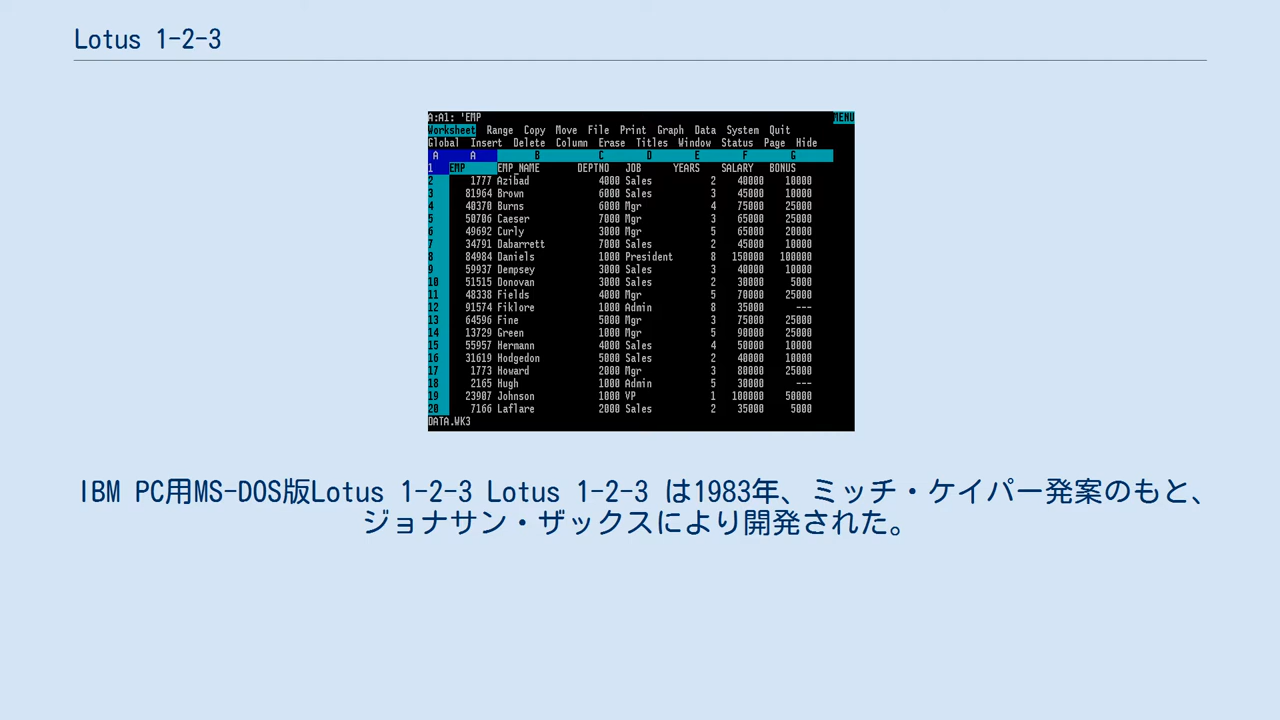 Lotus 1-2-3
A:A1: 'EMP MENU
Worksheet Range Copy Move File Print Graph Data System Quit
Global Insert Delete Column Erase Titles Window Status Page Hide
A A B C D E F G
1 EMP EMP_NAME DEPTNO JOB YEARS SALARY BONUS
2 1777 Azibad 4000 Sales 2 40000 10000
3 81964 Brown 6000 Sales 3 45000 10000
4 40370 Burns 6000 Mgr 4 75000 25000
5 50706 Caeser 7000 Mgr 3 65000 25000
6 49692 Curly 3000 Mgr 5 65000 20000
7 34791 Dabarrett 7000 Sales 2 45000 10000
8 84984 Daniels 1000 President 8 150000 100000
9 59937 Dempsey 3000 Sales 3 40000 10000
10 51515 Donovan 3000 Sales 2 30000 5000
11 48338 Fields 4000 Mgr 5 70000 25000
12 91574 Fiklore 1000 Admin 8 35000 ---
13 64596 Fine 5000 Mgr 3 75000 25000
14 13729 Green 1000 Mgr 5 90000 25000
15 55957 Hermann 4000 Sales 4 50000 10000
16 31619 Hodgedon 5000 Sales 2 40000 10000
17 1773 Howard 2000 Mgr 3 80000 25000
18 2165 Hugh 1000 Admin 5 30000 ---
19 23907 Johnson 1000 VP 1 100000 50000
20 7166 Laflare 2000 Sales 2 35000 5000
DATA.WK3
IBM PC用MS-DOS版Lotus 1-2-3 Lotus 1-2-3 は1983年、ミッチ・ケイパー発案のもと、
ジョナサン・ザックスにより開発された。